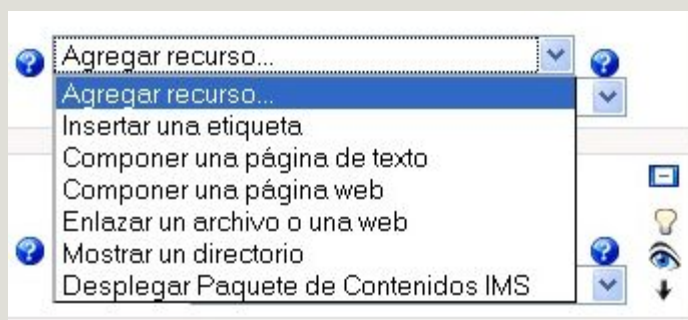 Agregar recurso...
Agregar recurso...
Insertar una etiqueta
Componer una página de texto
Componer una página web
Enlazar un archivo o una web
Mostrar un directorio
Desplegar Paquete de Contenidos IMS